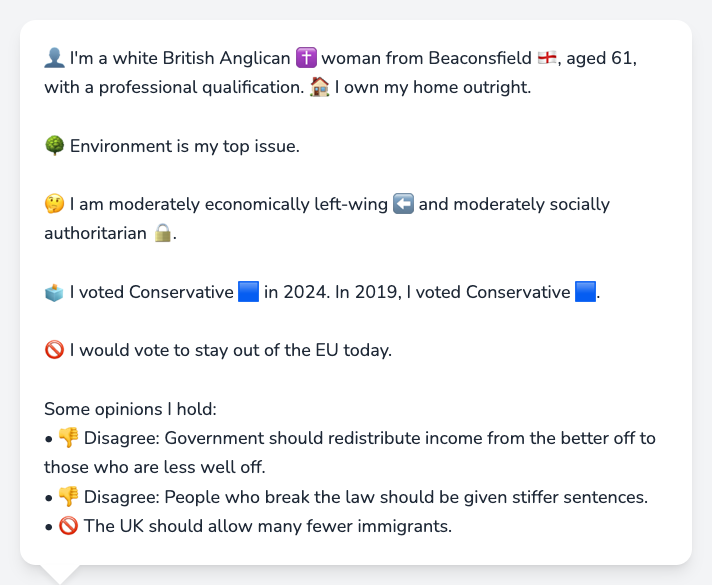 👤 I'm a white British Anglican ✝️ woman from Beaconsfield 🏴󠁧󠁢󠁥󠁮󠁧󠁿, aged 61,
with a professional qualification. 🏠 I own my home outright.
🌳 Environment is my top issue.
🤔 I am moderately economically left-wing ⬅️ and moderately socially
authoritarian 🔒.
🗳️ I voted Conservative 🟦 in 2024. In 2019, I voted Conservative 🟦.
🚫 I would vote to stay out of the EU today.
Some opinions I hold:
• 👎 Disagree: Government should redistribute income from the better off to
those who are less well off.
• 👎 Disagree: People who break the law should be given stiffer sentences.
• 🚫 The UK should allow many fewer immigrants.